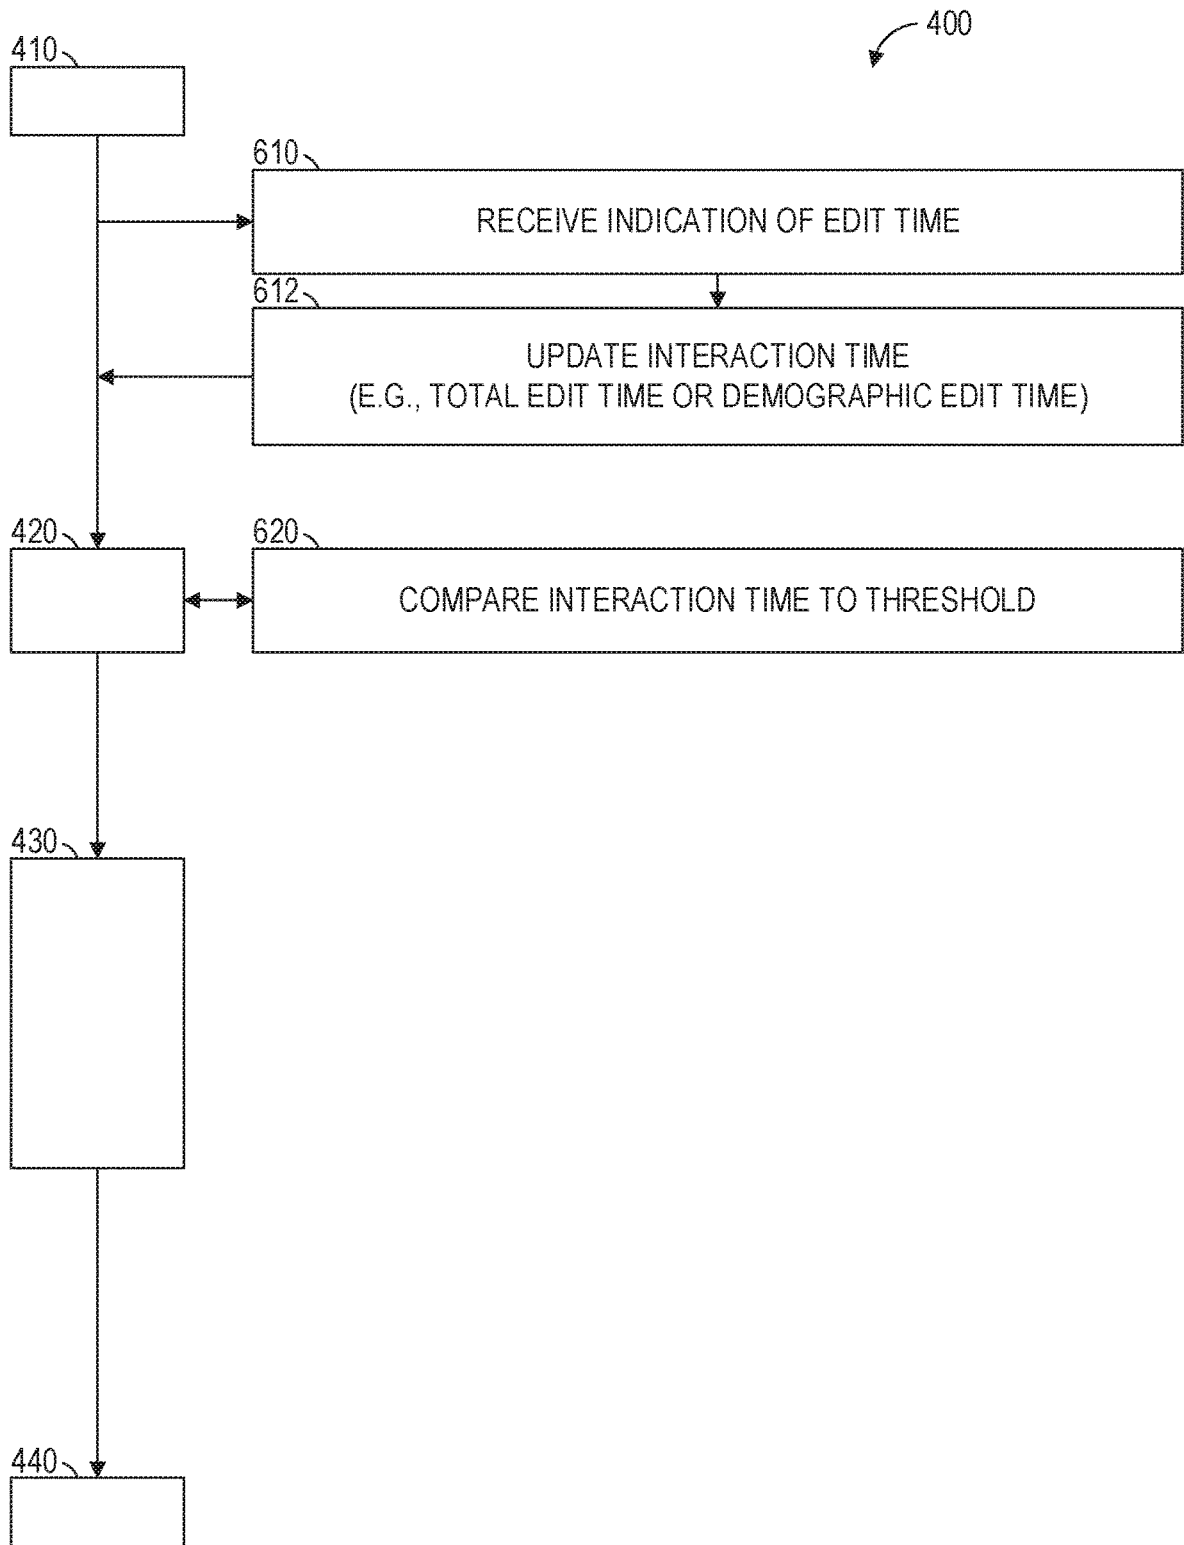 400
410
610
RECEIVE INDICATION OF EDIT TIME
612
UPDATE INTERACTION TIME
(E.G., TOTAL EDIT TIME OR DEMOGRAPHIC EDIT TIME)
420
620
COMPARE INTERACTION TIME TO THRESHOLD
430
440